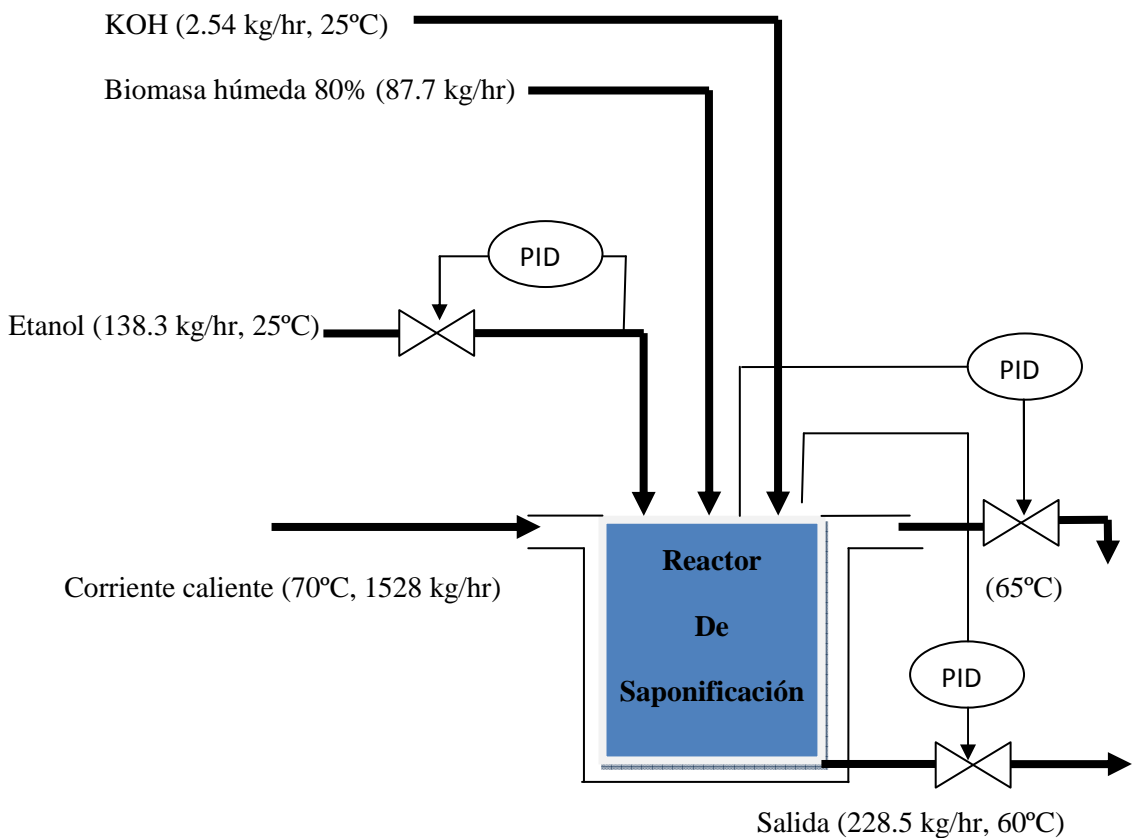 KOH (2.54 kg/hr, 25ºC)
Biomasa húmeda 80% (87.7 kg/hr)
PID
Etanol (138.3 kg/hr, 25ºC)
PID
Reactor
De
Saponificación
Corriente caliente (70ºC, 1528 kg/hr)
(65ºC)
PID
Salida (228.5 kg/hr, 60ºC)